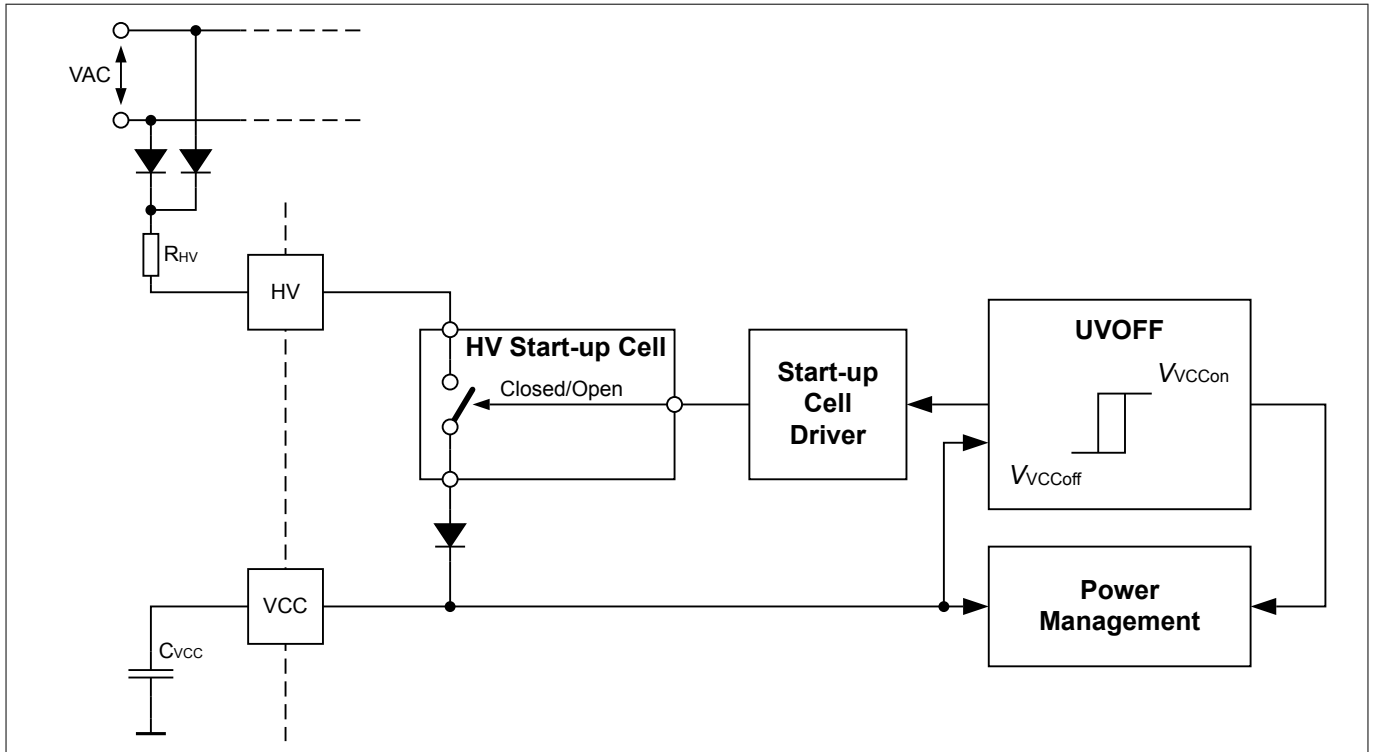 VAC
RHV
HV
HV Start-up Cell
Closed/Open
Start-up
Cell
Driver
UVOFF
VVCCon
VVCCoff
VCC
CVCC
Power
Management